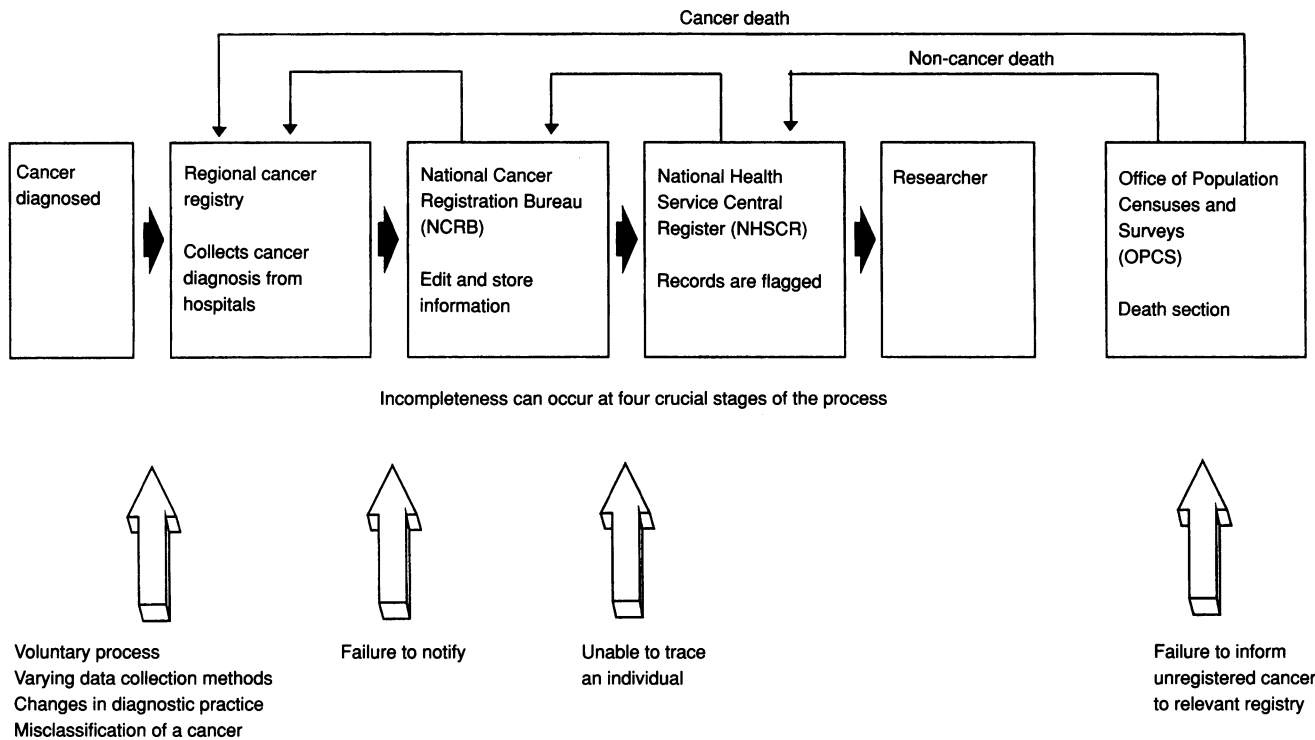 Cancer death
Non-cancer death
Cancer
diagnosed
Regional cancer
registry
Collects cancer
diagnosis from
hospitals
National Cancer
Registration Bureau
(NCRB)
Edit and store
information
National Health
Service Central
Register (NHSCR)
Records are flagged
Researcher
Office of Population
Censuses and
Surveys
(OPCS)
Death section
Incompleteness can occur at four crucial stages of the process
Voluntary process
Varying data collection methods
Changes in diagnostic practice
Misclassification of a cancer
Failure to notify
Unable to trace
an individual
Failure to inform
unregistered cancer
to relevant registry